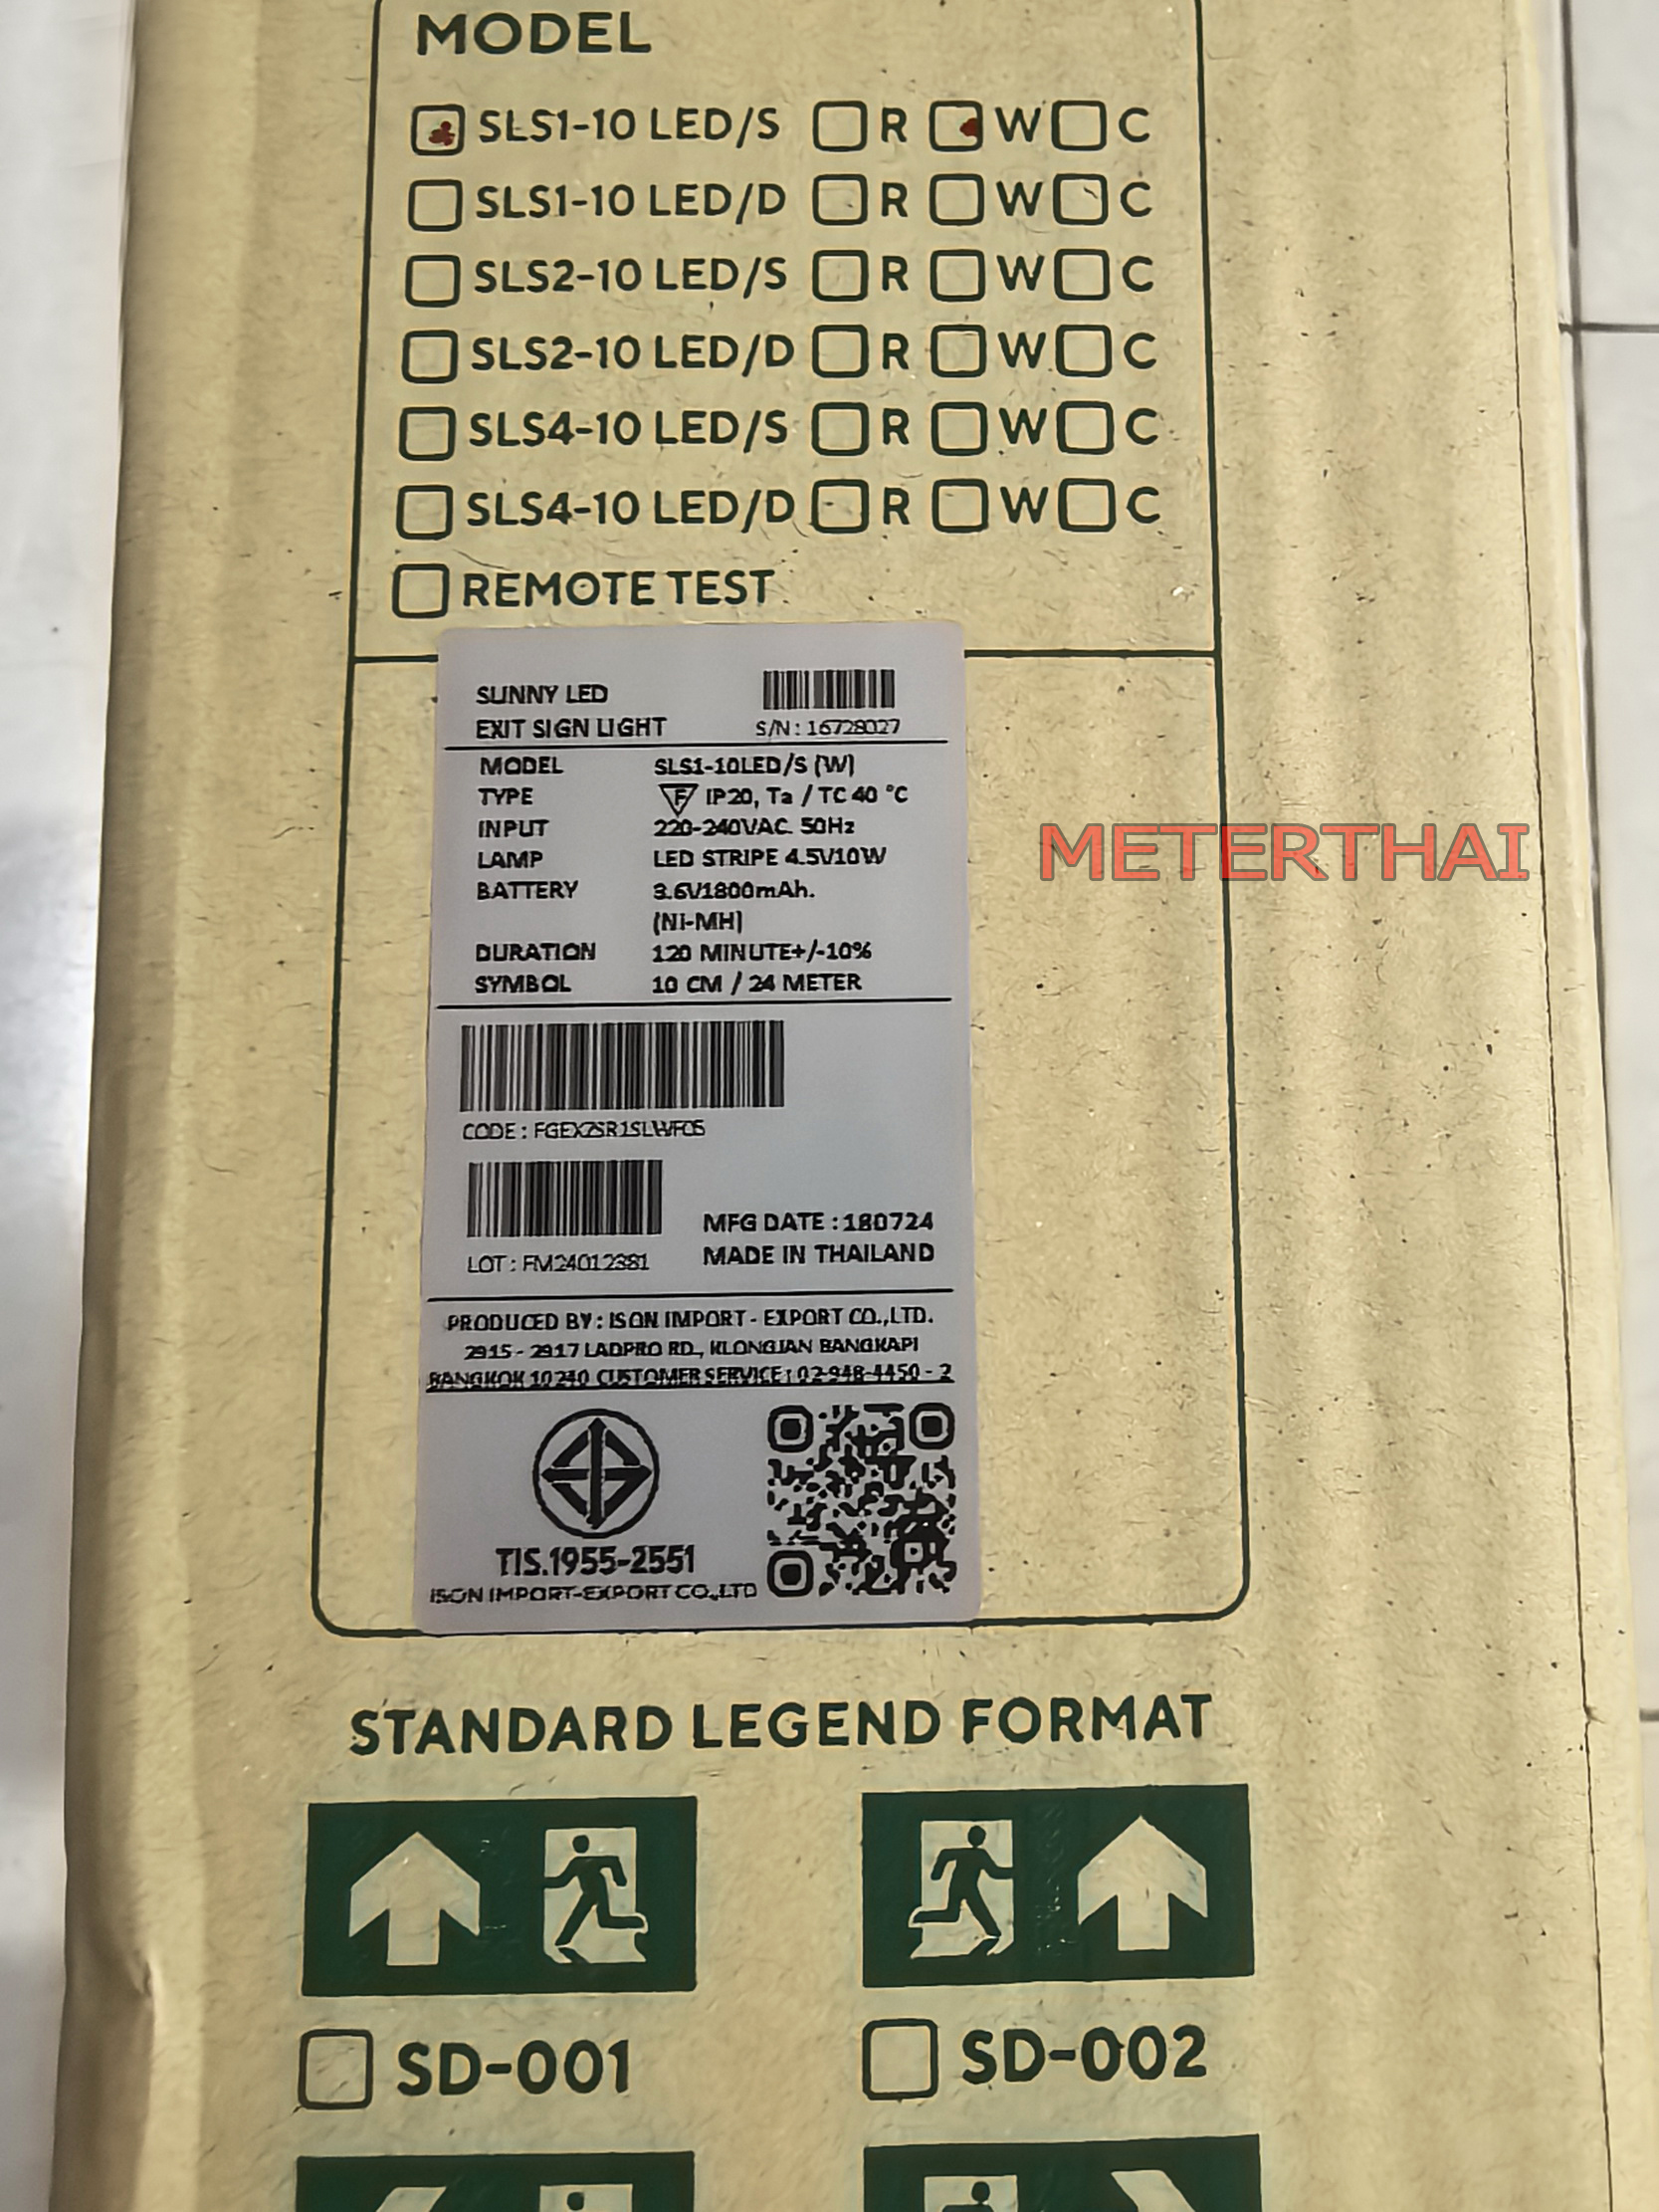 MODEL
SLS1-10 LED/S R W C
SLS1-10 LED/D R W C
SLS2-10 LED/S R W C
SLS2-10 LED/D R W C
SLS4-10 LED/S R W C
SLS4-10 LED/D R W C
REMOTE TEST
SUNNY LED
EXIT SIGN LIGHT
S/N : 16728027
MODEL SLS1-10LED/S (W)
TYPE F IP20, Ta / TC 40 °C
INPUT 220-240VAC. 50Hz
LAMP LED STRIPE 4.5V10W
BATTERY 3.6V1800mAh.
(Ni-MH)
DURATION 120 MINUTE+/-10%
SYMBOL 10 CM / 24 METER
METERTHAI
CODE : FGEXZSR1SLWF05
LOT : FM24012381
MFG DATE : 180724
MADE IN THAILAND
PRODUCED BY : ISON IMPORT - EXPORT CO.,LTD.
2915 - 2917 LADPRO RD., KLONGJAN BANGKAPI
BANGKOK 10240 CUSTOMER SERVICE : 02-948-4450 - 2
TIS.1955-2551
ISON IMPORT-EXPORT CO.,LTD
STANDARD LEGEND FORMAT
SD-001
SD-002